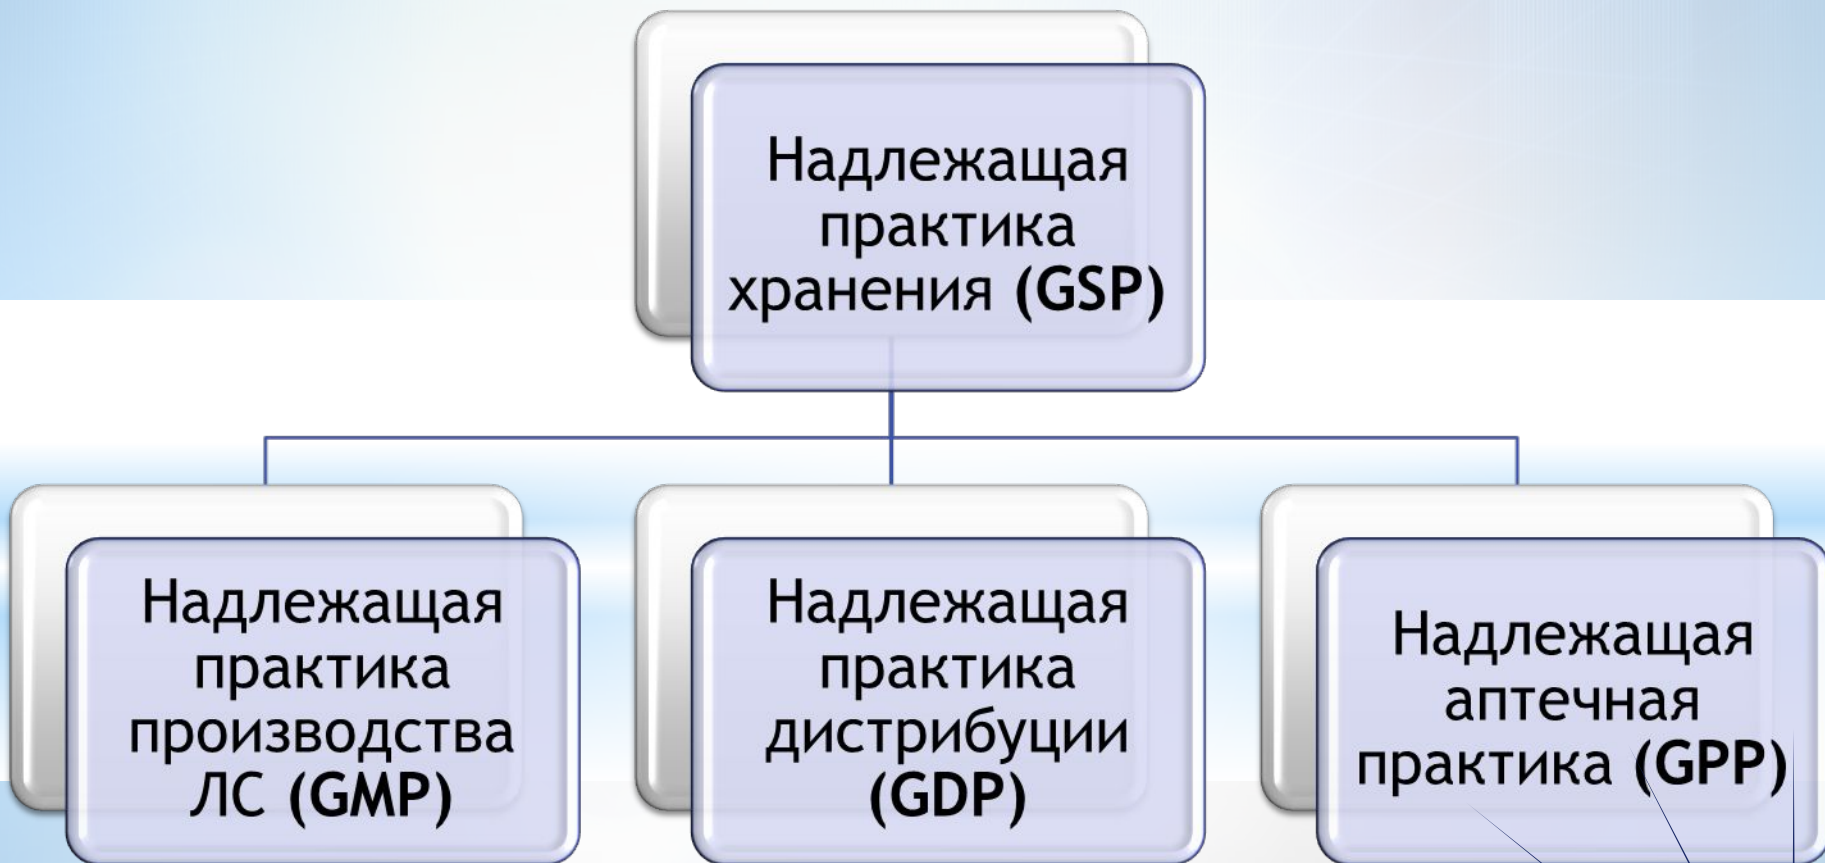 Надлежащая
практика
хранения (GSP)
Надлежащая
практика
производства
ЛС (GMP)
Надлежащая
практика
дистрибуции
(GDP)
Надлежащая
аптечная
практика (GPP)